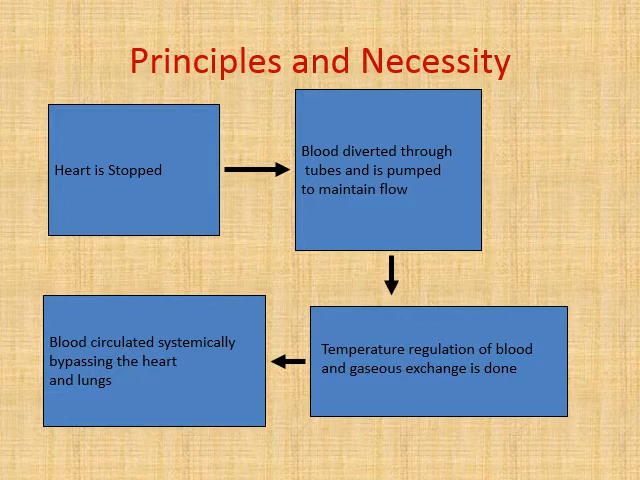 Principles and Necessity
Heart is Stopped
Blood diverted through
tubes and is pumped
to maintain flow
Temperature regulation of blood
and gaseous exchange is done
Blood circulated systemically
bypassing the heart
and lungs